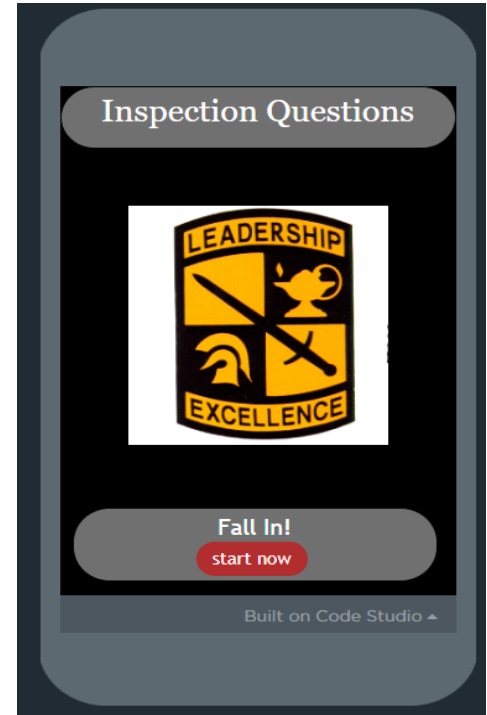 Inspection Questions
LEADERSHIP
EXCELLENCE
Fall In!
start now
Built on Code Studio